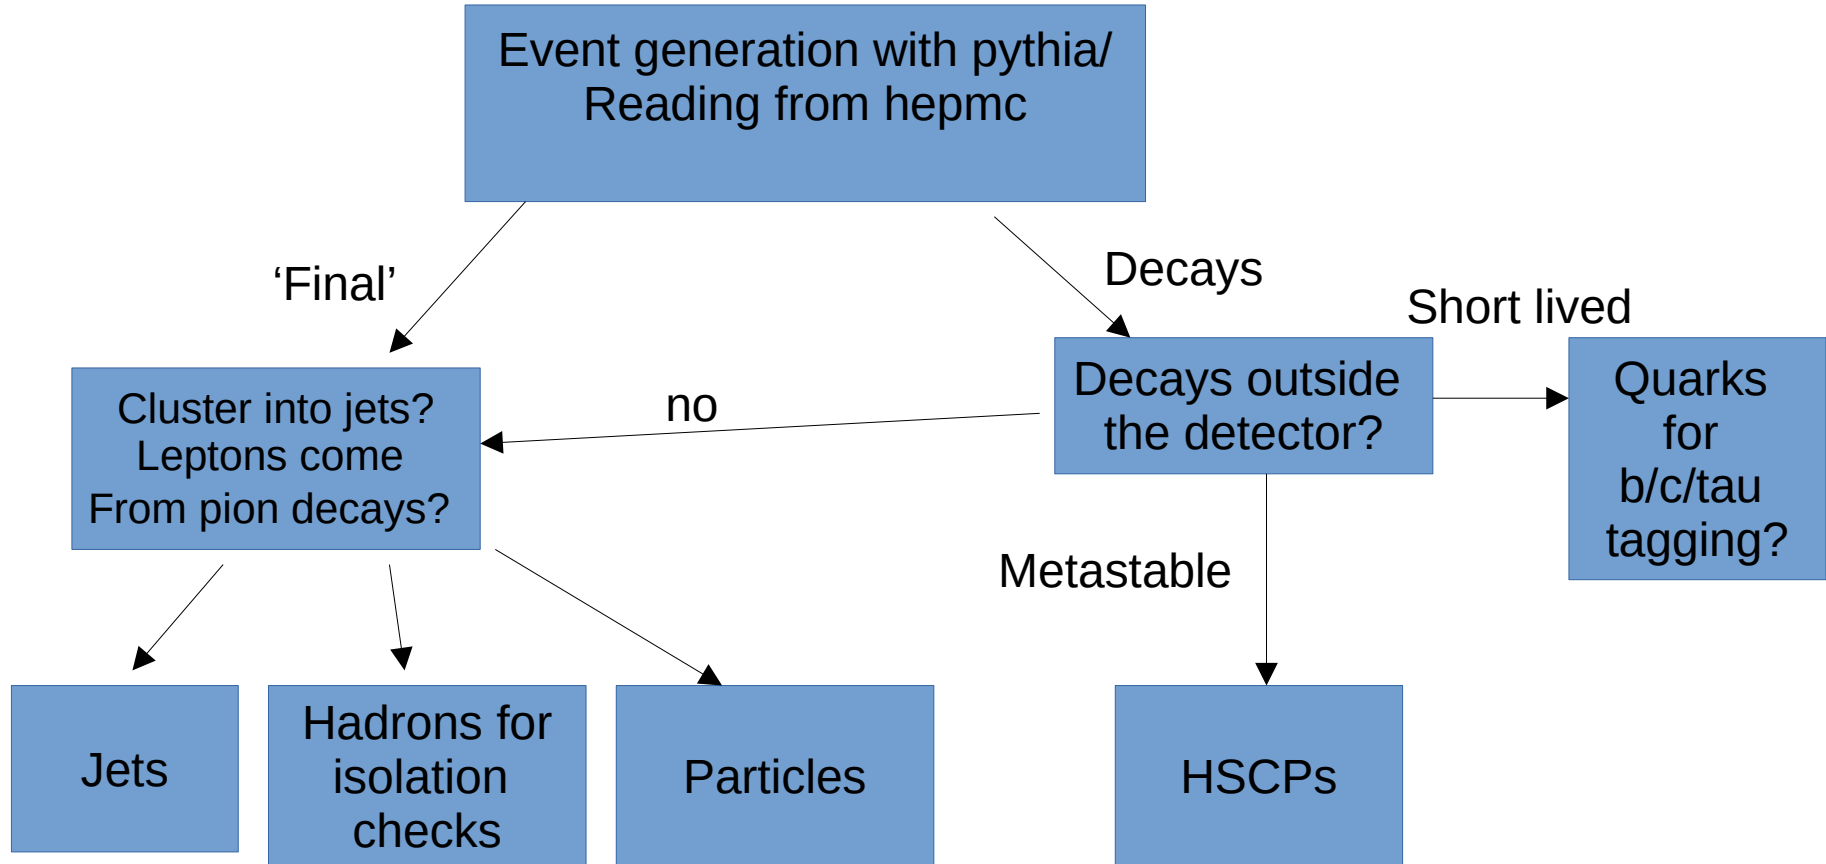 Event generation with pythia/
Reading from hepmc
‘Final’
Decays
Short lived
Cluster into jets?
Leptons come
From pion decays?
no
Decays outside
the detector?
Quarks
for
b/c/tau
tagging?
Metastable
Jets
Hadrons for
isolation
checks
Particles
HSCPs